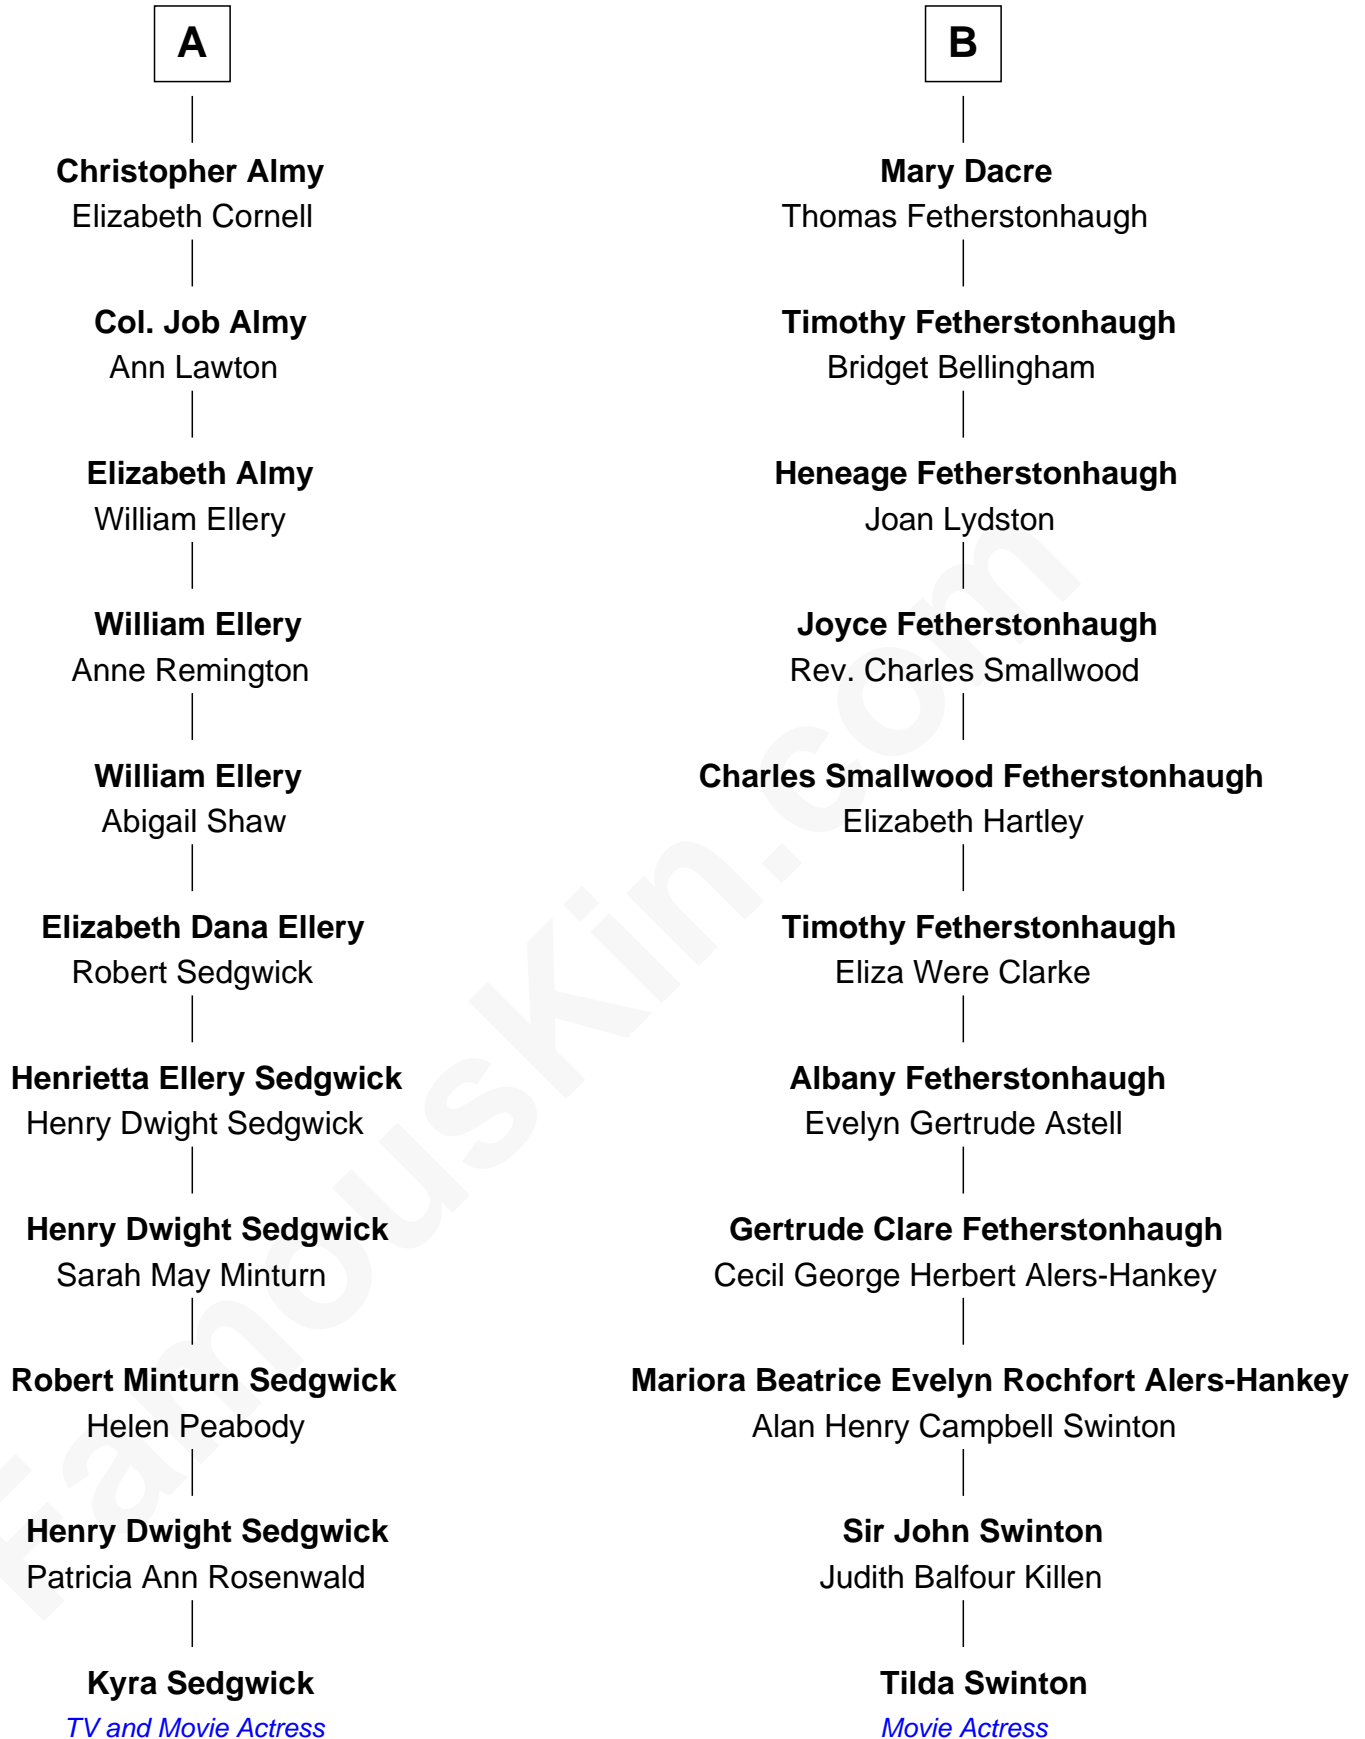 A
Christopher Almy
Elizabeth Cornell
Col. Job Almy
Ann Lawton
Elizabeth Almy
William Ellery
William Ellery
Anne Remington
William Ellery
Abigail Shaw
Elizabeth Dana Ellery
Robert Sedgwick
Henrietta Ellery Sedgwick
Henry Dwight Sedgwick
Henry Dwight Sedgwick
Sarah May Minturn
Robert Minturn Sedgwick
Helen Peabody
Henry Dwight Sedgwick
Patricia Ann Rosenwald
Kyra Sedgwick
TV and Movie Actress
B
Mary Dacre
Thomas Fetherstonhaugh
Timothy Fetherstonhaugh
Bridget Bellingham
Heneage Fetherstonhaugh
Joan Lydston
Joyce Fetherstonhaugh
Rev. Charles Smallwood
Charles Smallwood Fetherstonhaugh
Elizabeth Hartley
Timothy Fetherstonhaugh
Eliza Were Clarke
Albany Fetherstonhaugh
Evelyn Gertrude Astell
Gertrude Clare Fetherstonhaugh
Cecil George Herbert Alers-Hankey
Mariora Beatrice Evelyn Rochfort Alers-Hankey
Alan Henry Campbell Swinton
Sir John Swinton
Judith Balfour Killen
Tilda Swinton
Movie Actress
FamousKin.com